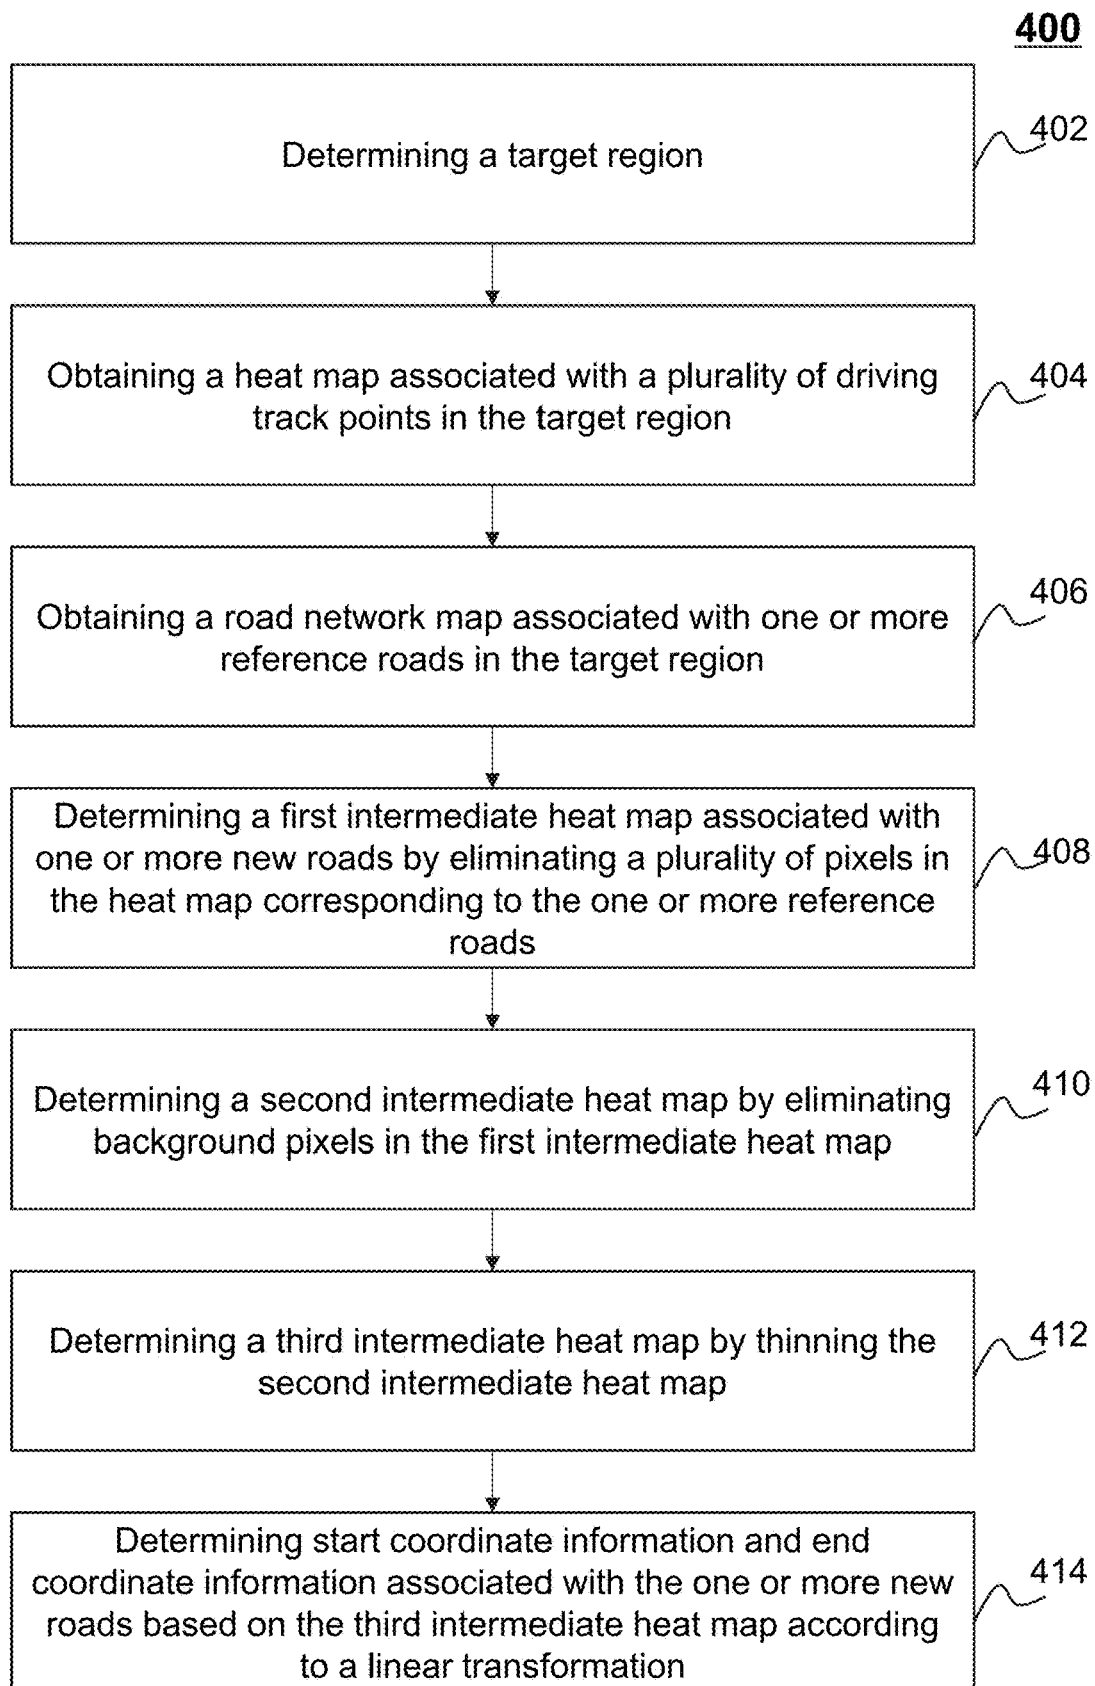 400
Determining a target region
402
Obtaining a heat map associated with a plurality of driving
track points in the target region
404
Obtaining a road network map associated with one or more
reference roads in the target region
406
Determining a first intermediate heat map associated with
one or more new roads by eliminating a plurality of pixels in
the heat map corresponding to the one or more reference
roads
408
Determining a second intermediate heat map by eliminating
background pixels in the first intermediate heat map
410
Determining a third intermediate heat map by thinning the
second intermediate heat map
412
Determining start coordinate information and end
coordinate information associated with the one or more new
roads based on the third intermediate heat map according
to a linear transformation
414